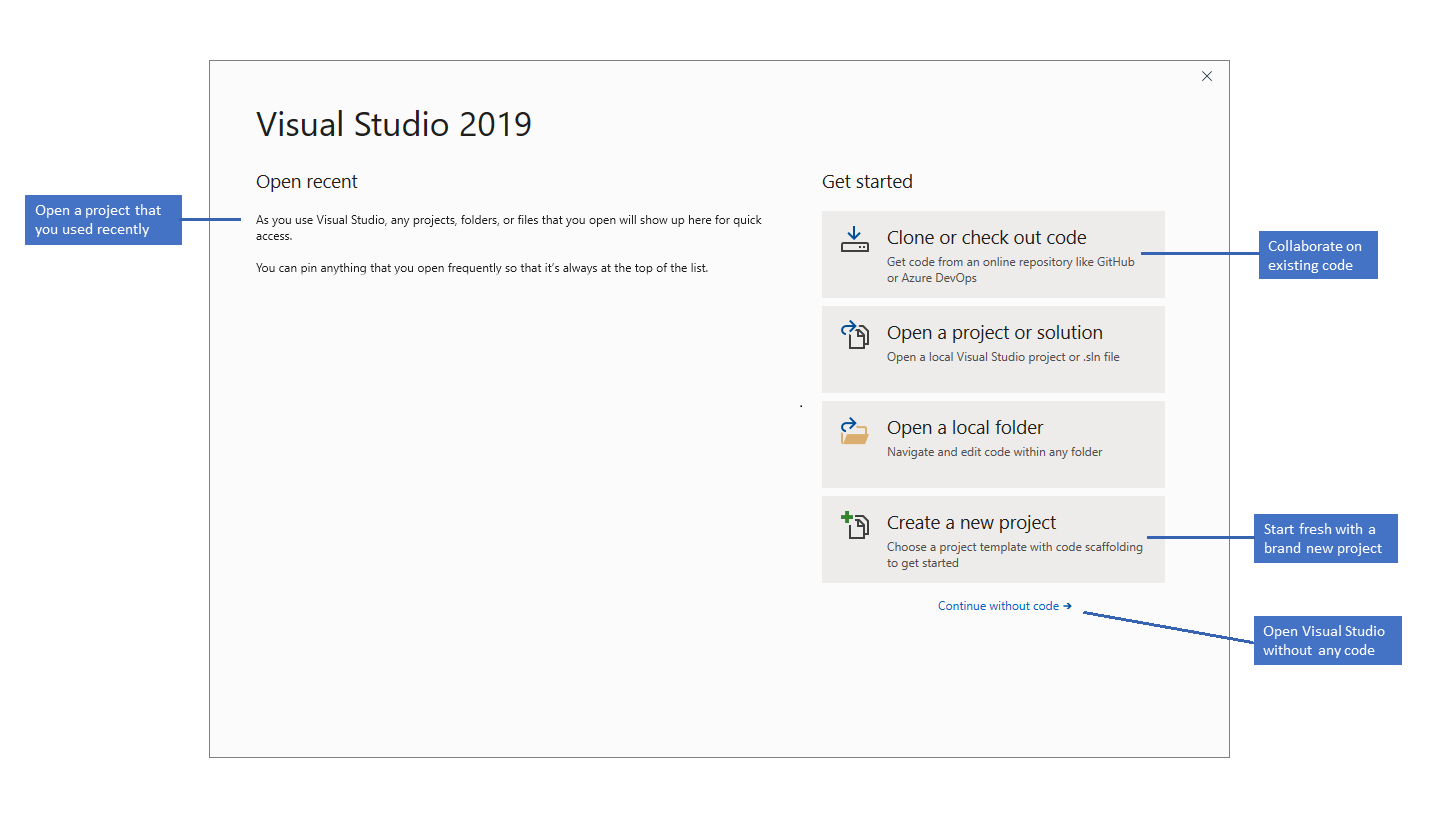 Visual Studio 2019
Open recent
Open a project that
you used recently
As you use Visual Studio, any projects, folders, or files that you open will show up here for quick
access.
You can pin anything that you open frequently so that it's always at the top of the list.
Get started
Clone or check out code
Get code from an online repository like GitHub
or Azure DevOps
Collaborate on
existing code
Open a project or solution
Open a local Visual Studio project or .sln file
Open a local folder
Navigate and edit code within any folder
Create a new project
Choose a project template with code scaffolding
to get started
Start fresh with a
brand new project
Continue without code →
Open Visual Studio
without any code